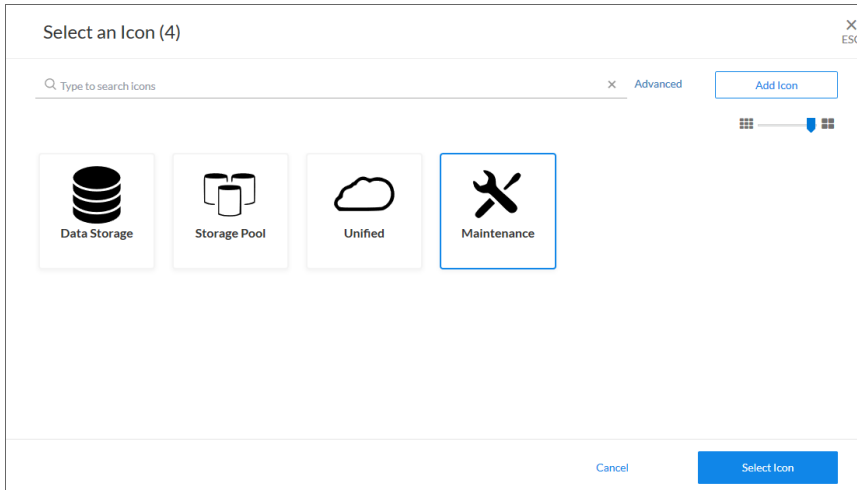 Select an Icon (4)
ESC
Type to search icons
Advanced
Add Icon
Data Storage
Storage Pool
Unified
Maintenance
Cancel
Select Icon